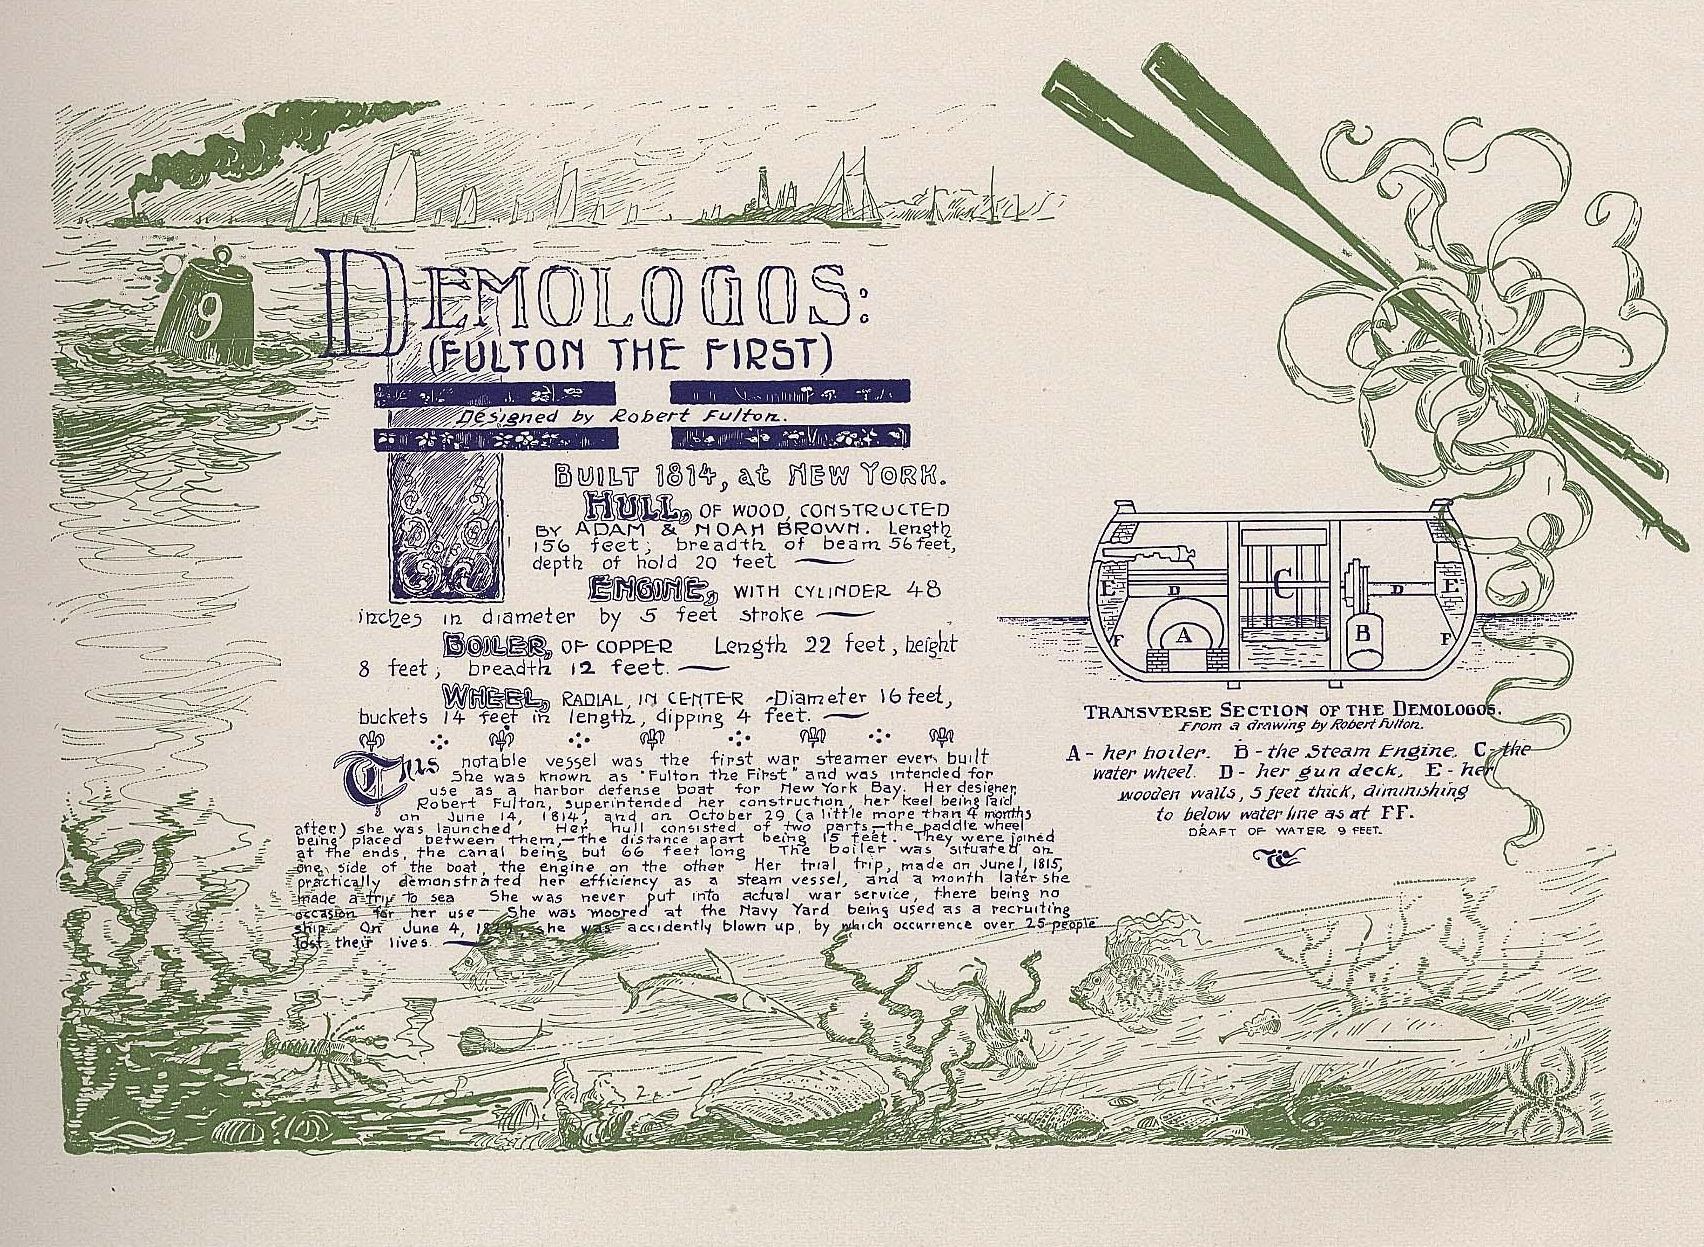 9
DEMOLOGOS:
(FULTON THE FIRST)
Designed by Robert Fulton.
BUILT 1814, at NEW YORK.
HULL, OF WOOD, CONSTRUCTED
BY ADAM & NOAH BROWN. Length
156 feet; breadth of beam 56 feet,
depth of hold 20 feet —
ENGINE, WITH CYLINDER 48
inches in diameter by 5 feet stroke —
BOILER, OF COPPER Length 22 feet, height
8 feet; breadth 12 feet. —
WHEEL, RADIAL, IN CENTER - Diameter 16 feet,
buckets 14 feet in length, dipping 4 feet. —
This notable vessel was the first war steamer ever built
She was known as "Fulton the First" and was intended for
use as a harbor defense boat for New York Bay. Her designer,
Robert Fulton, superintended her construction, her keel being laid
on June 14, 1814, and on October 29 (a little more than 4 months
after) she was launched. Her hull consisted of two parts—the paddle wheel
being placed between them,—the distance apart being 15 feet. They were joined
at the ends, the canal being but 66 feet long The boiler was situated on
one side of the boat, the engine on the other Her trial trip, made on June 1, 1815,
practically demonstrated her efficiency as a steam vessel, and a month later she
made a trip to sea She was never put into actual war service, there being no
occasion for her use— She was moored at the Navy Yard being used as a recruiting
ship. On June 4, she was accidently blown up, by which occurrence over 25 people
lost their lives. —
C
E D D E
A B
F F
TRANSVERSE SECTION OF THE DEMOLOGOS.
From a drawing by Robert Fulton.
A - her boiler. B - the Steam Engine. C - the
water wheel. D - her gun deck, E - her
wooden walls, 5 feet thick, diminishing
to below water line as at FF.
DRAFT OF WATER 9 FEET.